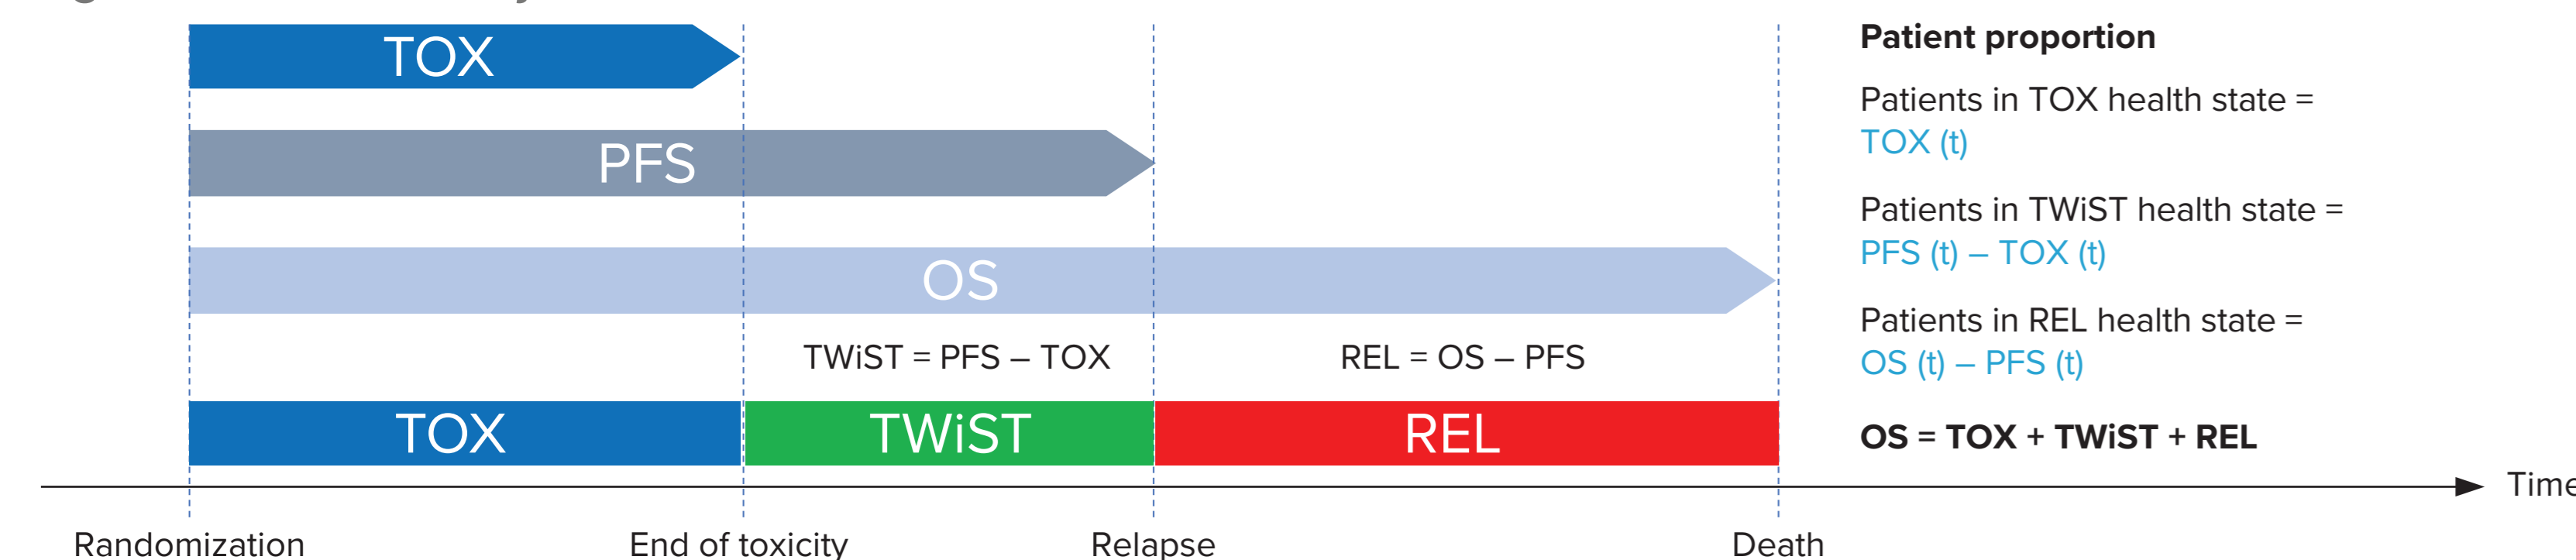 TOX
PFS
OS
TWiST = PFS – TOX
REL = OS – PFS
TOX
TWiST
REL
Time
Randomization
End of toxicity
Relapse
Death
Patient proportion
Patients in TOX health state =
TOX (t)
Patients in TWiST health state =
PFS (t) – TOX (t)
Patients in REL health state =
OS (t) – PFS (t)
OS = TOX + TWiST + REL